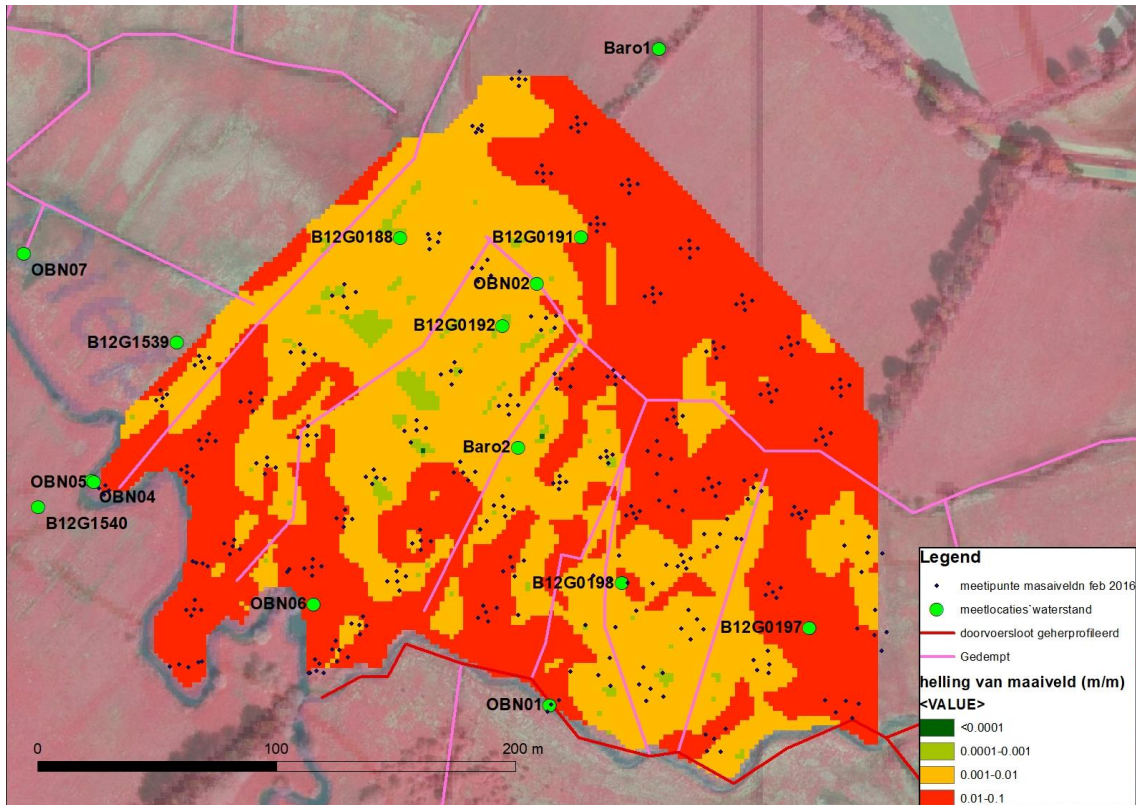 Baro1
B12G0188
B12G0191
OBN07
OBN02
B12G0192
B12G1539
Baro2
OBN05
OBN04
B12G1540
B12G0198
OBN06
B12G0197
OBN01
0 100 200 m
Legend
meetipunte masaiveldn feb 2016
meetlocaties`waterstand
doorvoersloot geherprofileerd
Gedempt
helling van maaiveld (m/m)
<VALUE>
<0.0001
0.0001-0.001
0.001-0.01
0.01-0.1